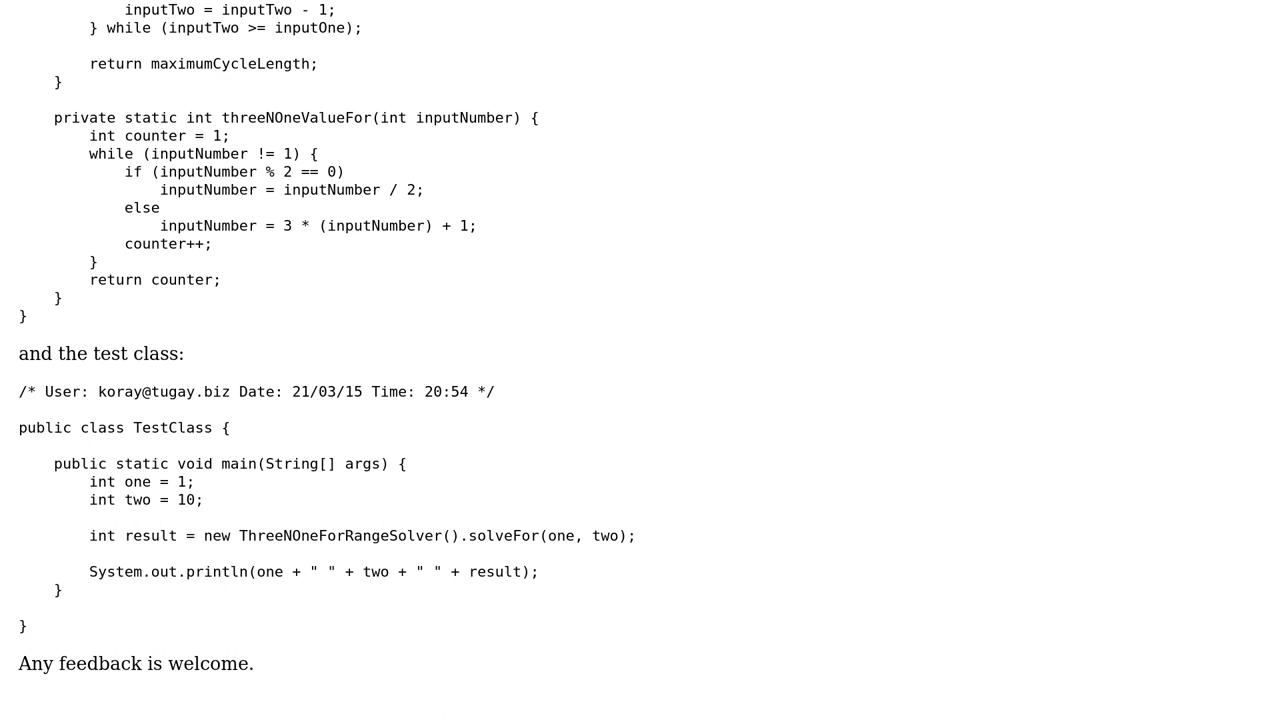 inputTwo = inputTwo - 1;
        } while (inputTwo >= inputOne);

        return maximumCycleLength;
    }

    private static int threeNOneValueFor(int inputNumber) {
        int counter = 1;
        while (inputNumber != 1) {
            if (inputNumber % 2 == 0)
                inputNumber = inputNumber / 2;
            else
                inputNumber = 3 * (inputNumber) + 1;
            counter++;
        }
        return counter;
    }
}
and the test class:
/* User: koray@tugay.biz Date: 21/03/15 Time: 20:54 */

public class TestClass {

    public static void main(String[] args) {
        int one = 1;
        int two = 10;

        int result = new ThreeNOneForRangeSolver().solveFor(one, two);

        System.out.println(one + " " + two + " " + result);
    }

}
Any feedback is welcome.